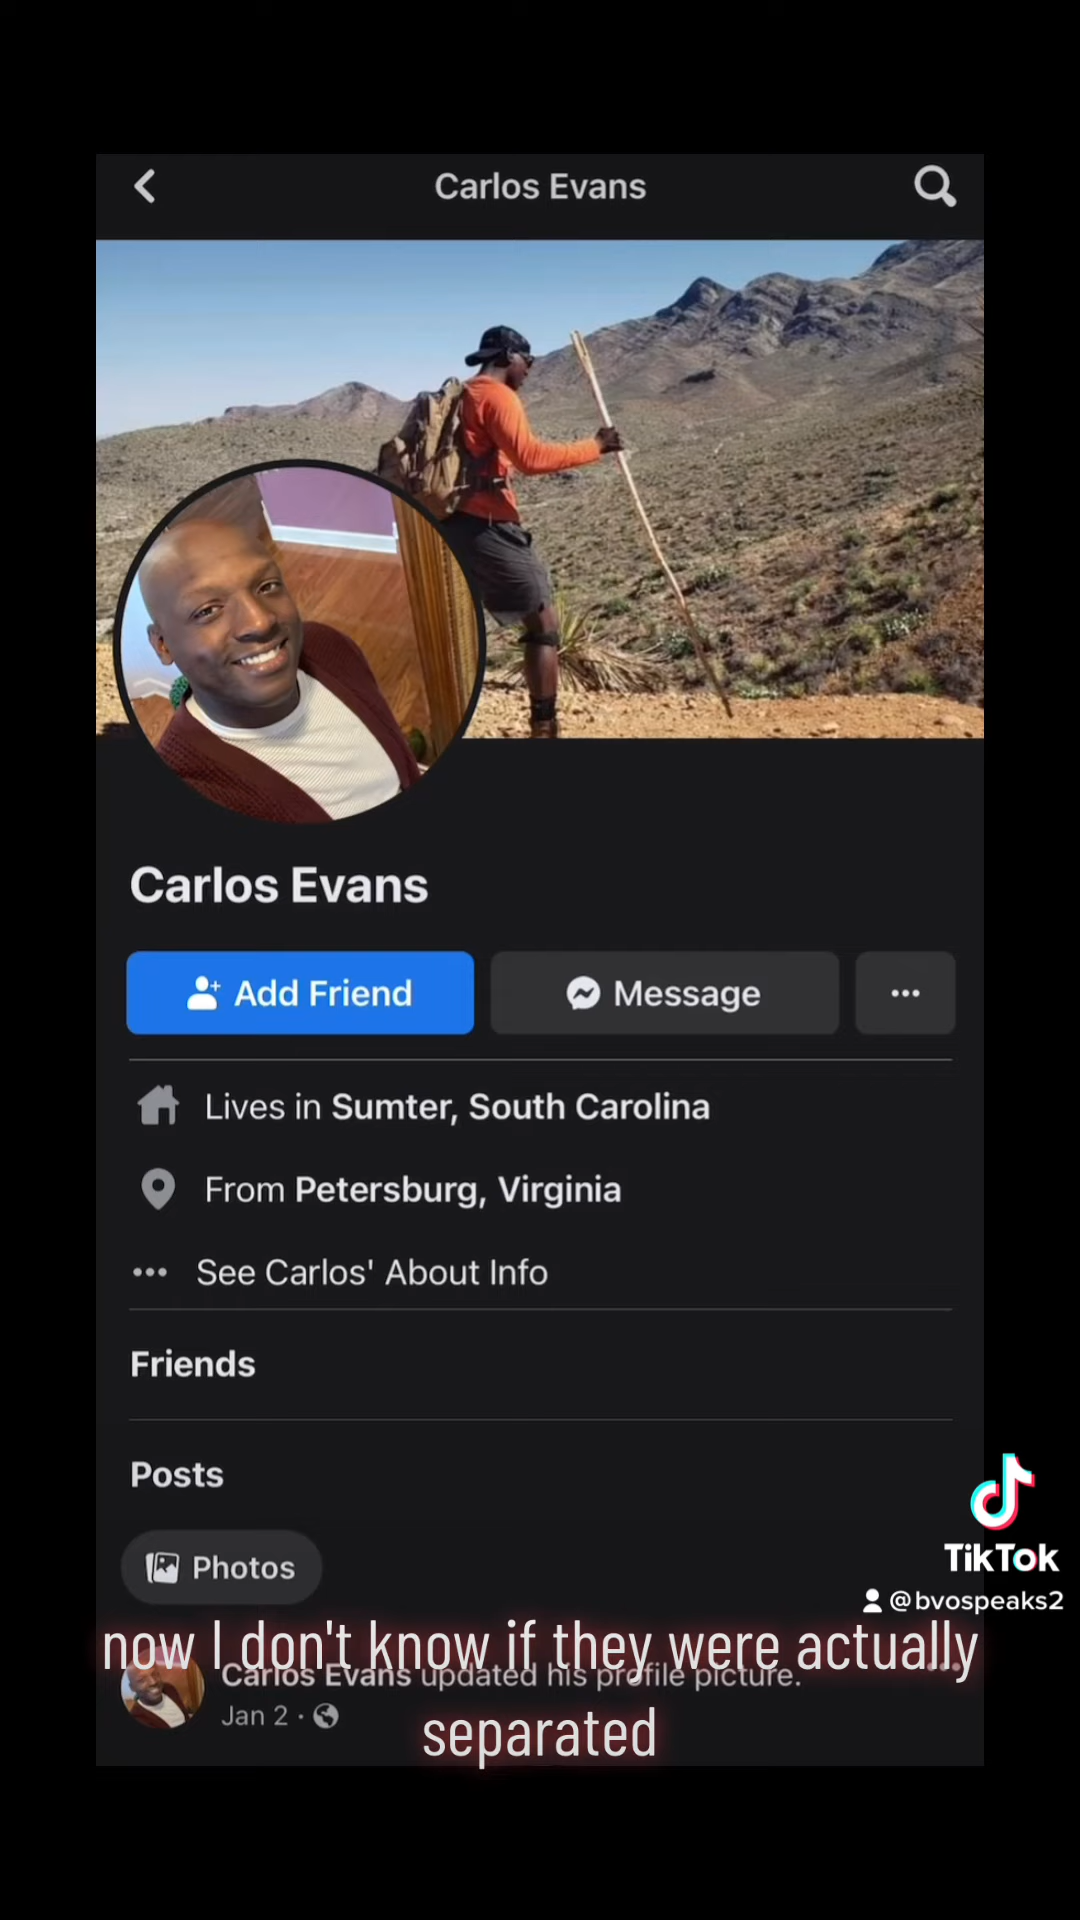 Carlos Evans
Carlos Evans
Add Friend
Message
Lives in Sumter, South Carolina
From Petersburg, Virginia
See Carlos' About Info
Friends
Posts
Photos
TikTok
@bvospeaks2
now I don't know if they were actually
separated
Carlos Evans updated his profile picture.
Jan 2 ·